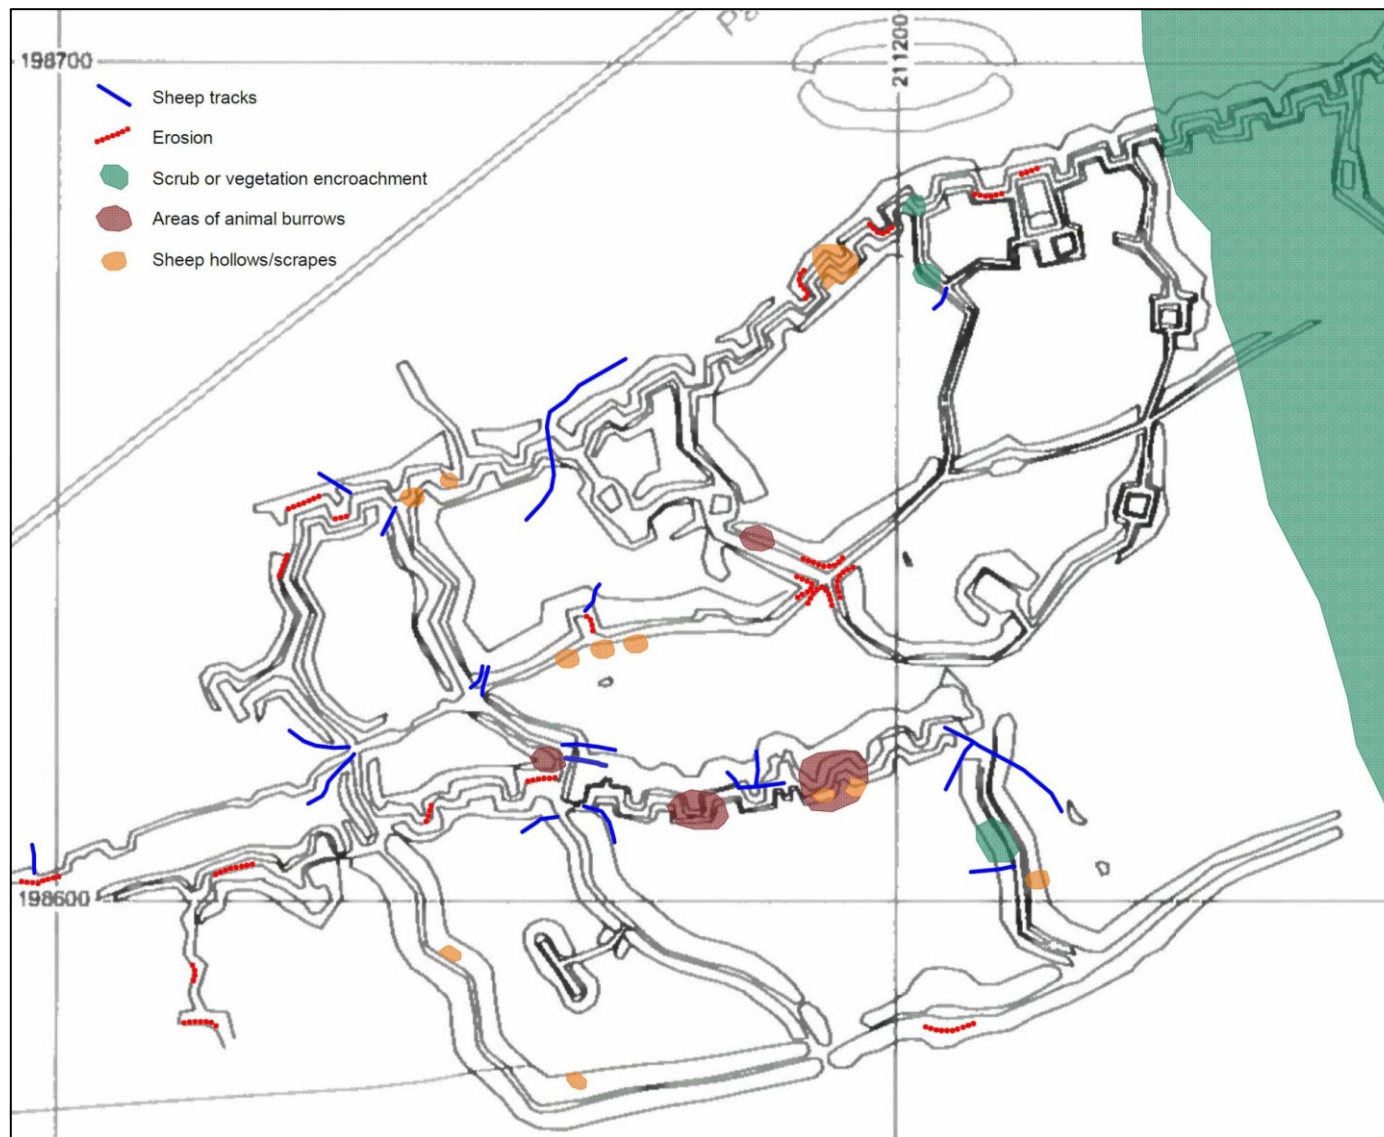 198700
211200
Sheep tracks
Erosion
Scrub or vegetation encroachment
Areas of animal burrows
Sheep hollows/scrapes
198600